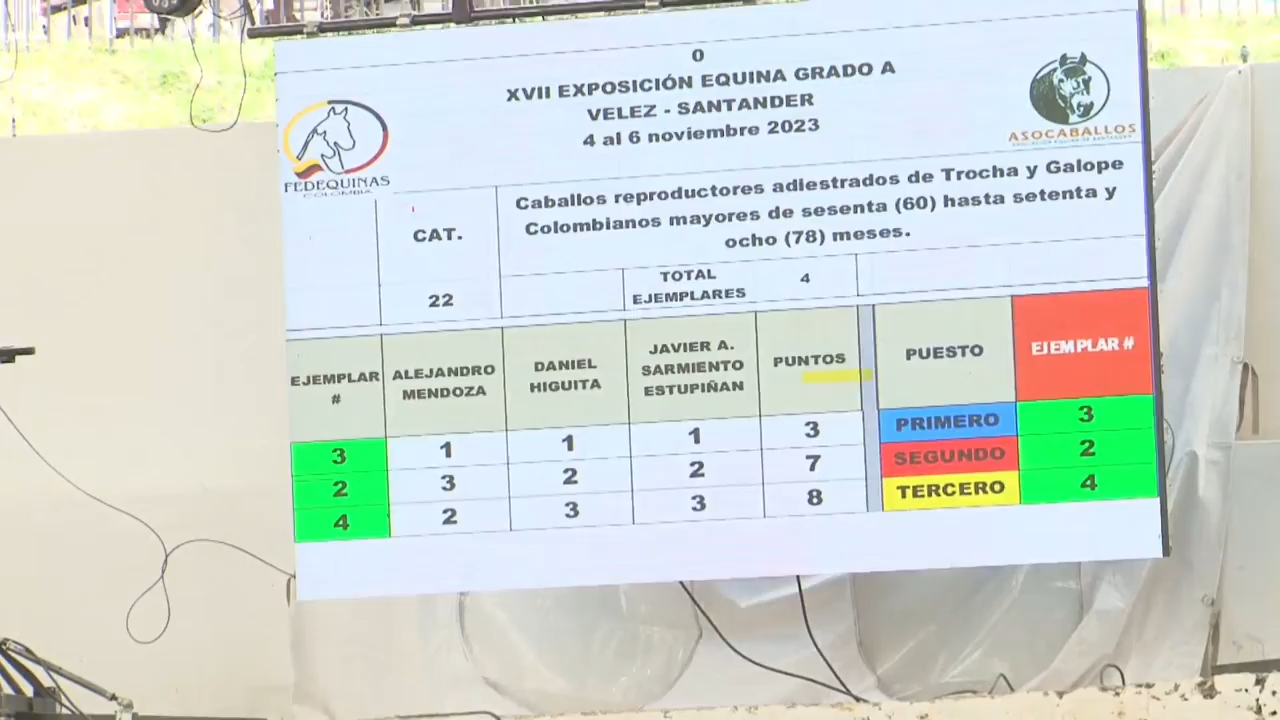 0
XVII EXPOSICIÓN EQUINA GRADO A
VELEZ - SANTANDER
4 al 6 noviembre 2023
FEDEQUINAS
COLOMBIA
ASOCABALLOS
CAT.
22
Caballos reproductores adiestrados de Trocha y Galope
Colombianos mayores de sesenta (60) hasta setenta y
ocho (78) meses.
TOTAL
EJEMPLARES
4
EJEMPLAR
#
ALEJANDRO
MENDOZA
DANIEL
HIGUITA
JAVIER A.
SARMIENTO
ESTUPIÑAN
PUNTOS
PUESTO
EJEMPLAR #
3 1 1 1 3
2 3 2 2 7
4 2 3 3 8
PRIMERO 3
SEGUNDO 2
TERCERO 4